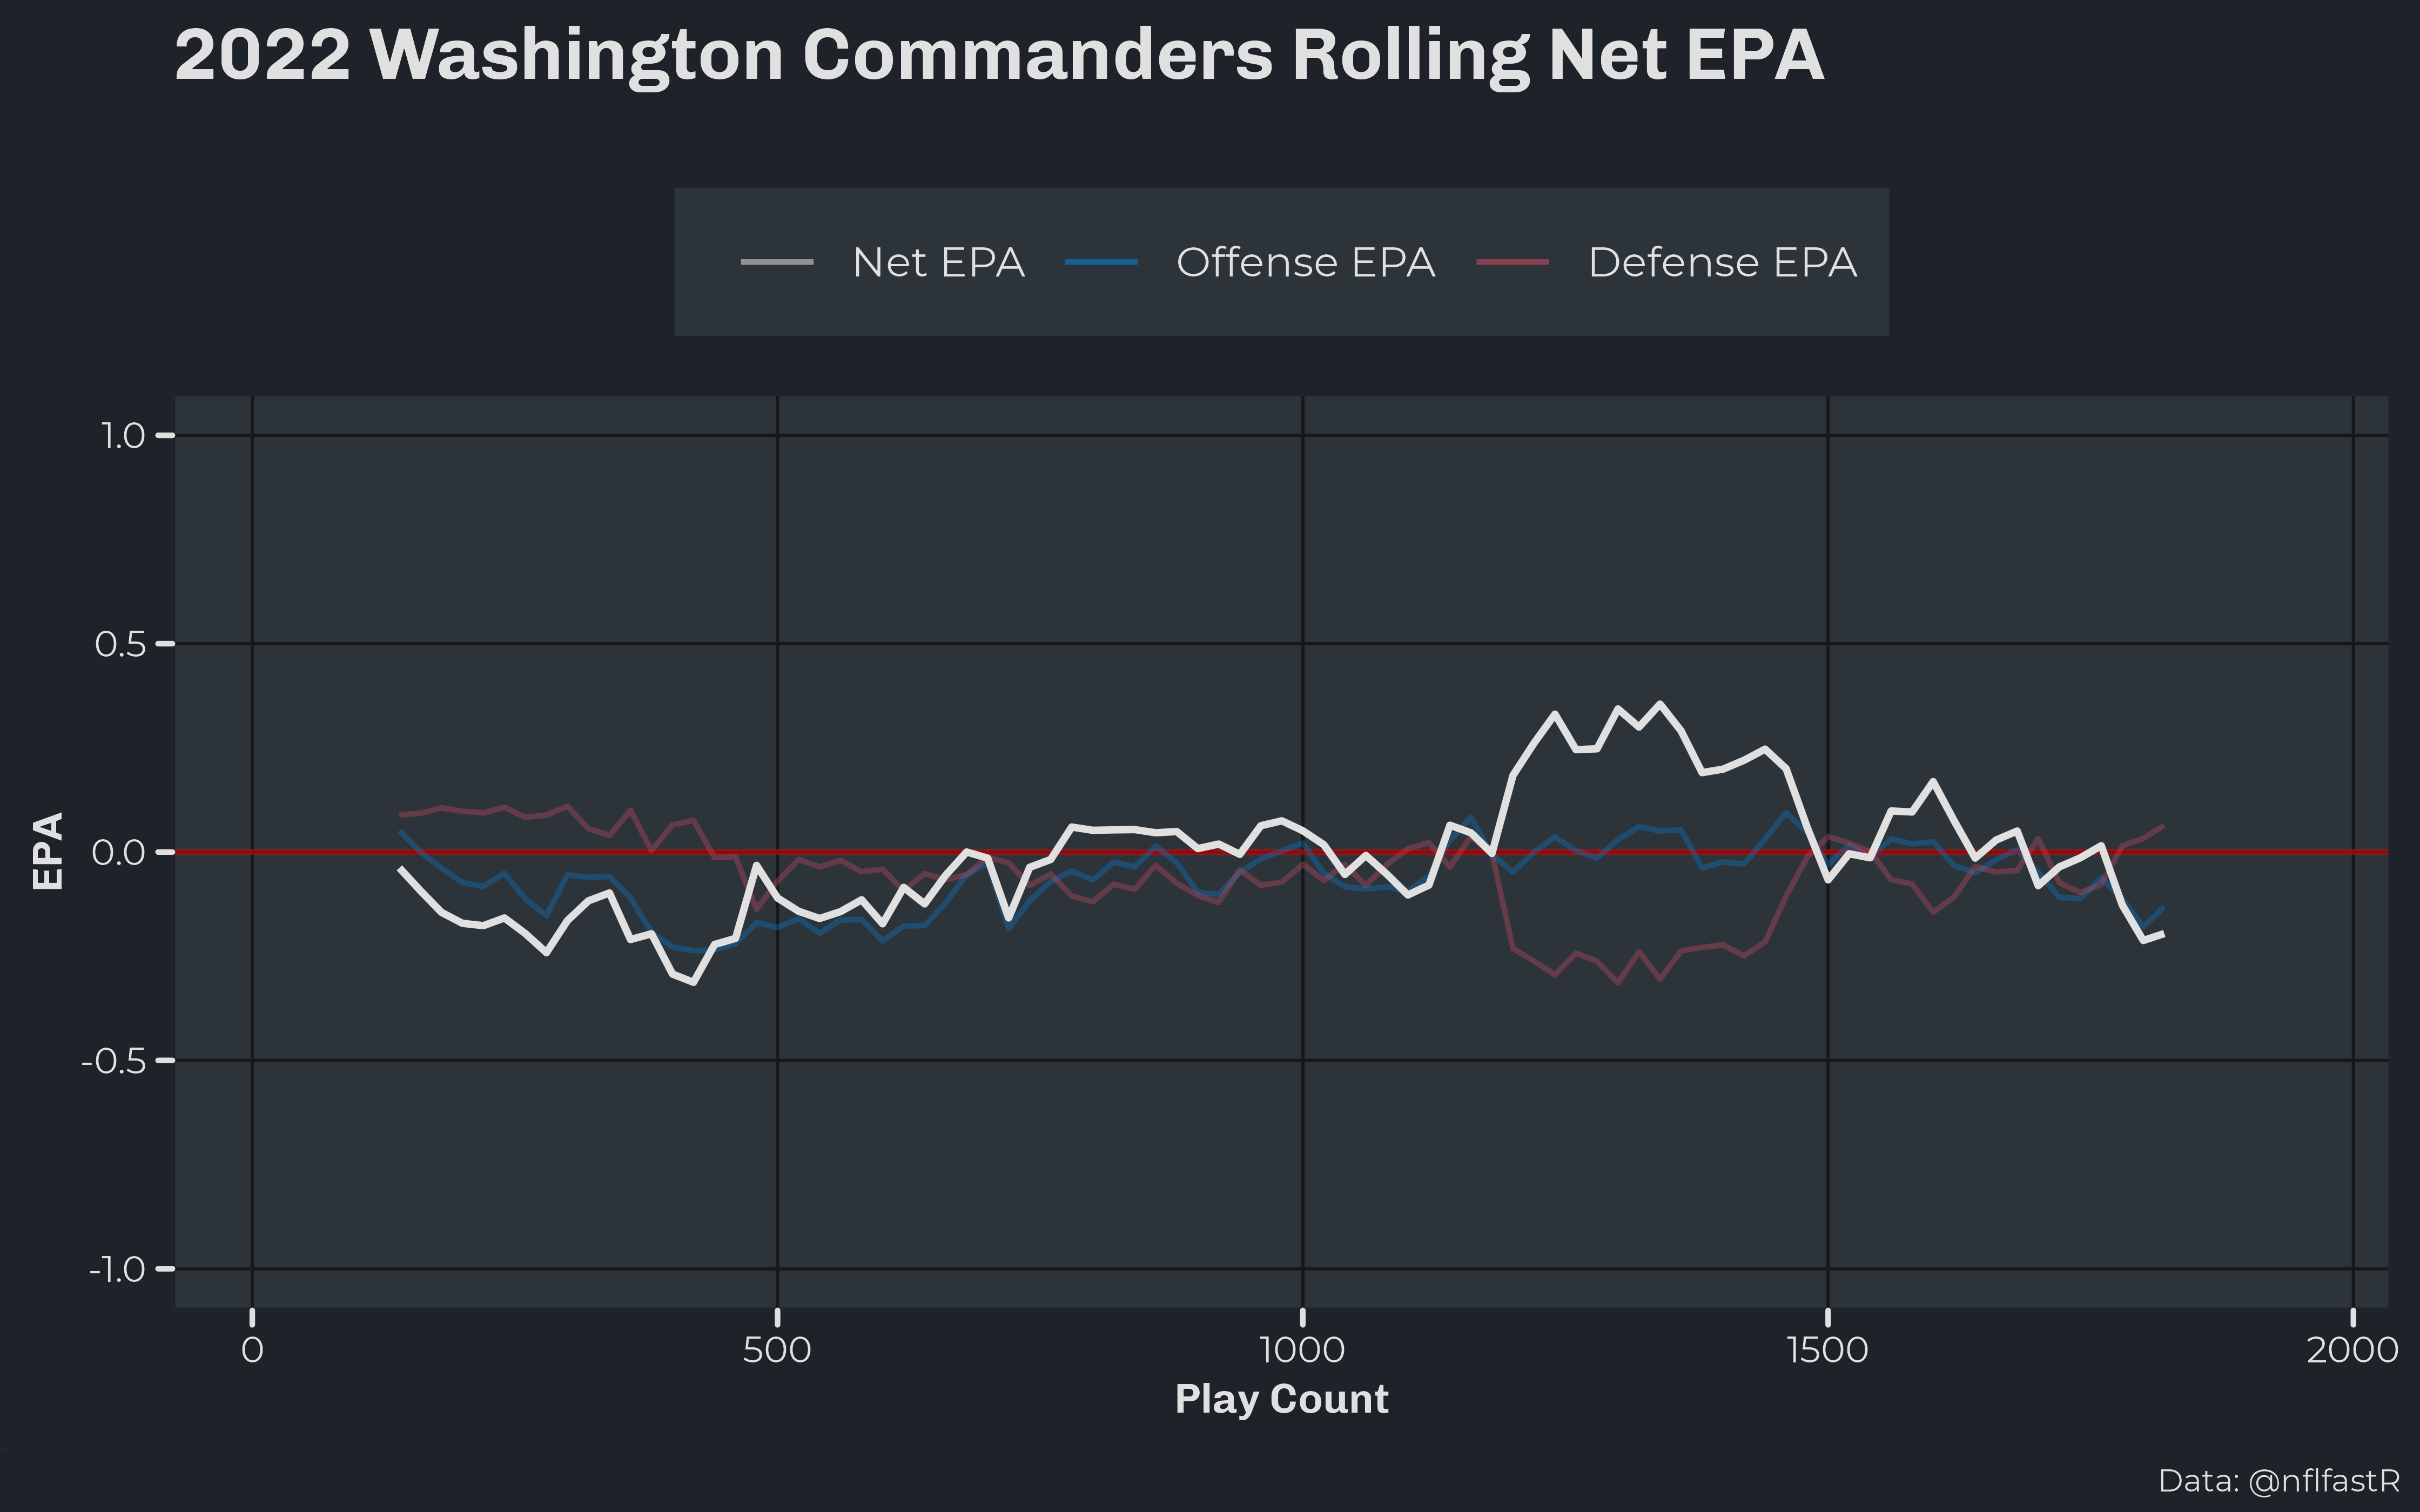 2022 Washington Commanders Rolling Net EPA
Net EPA Offense EPA Defense EPA
1.0
0.5
0.0
-0.5
-1.0
EPA
0 500 1000 1500 2000
Play Count
Data: @nflfastR